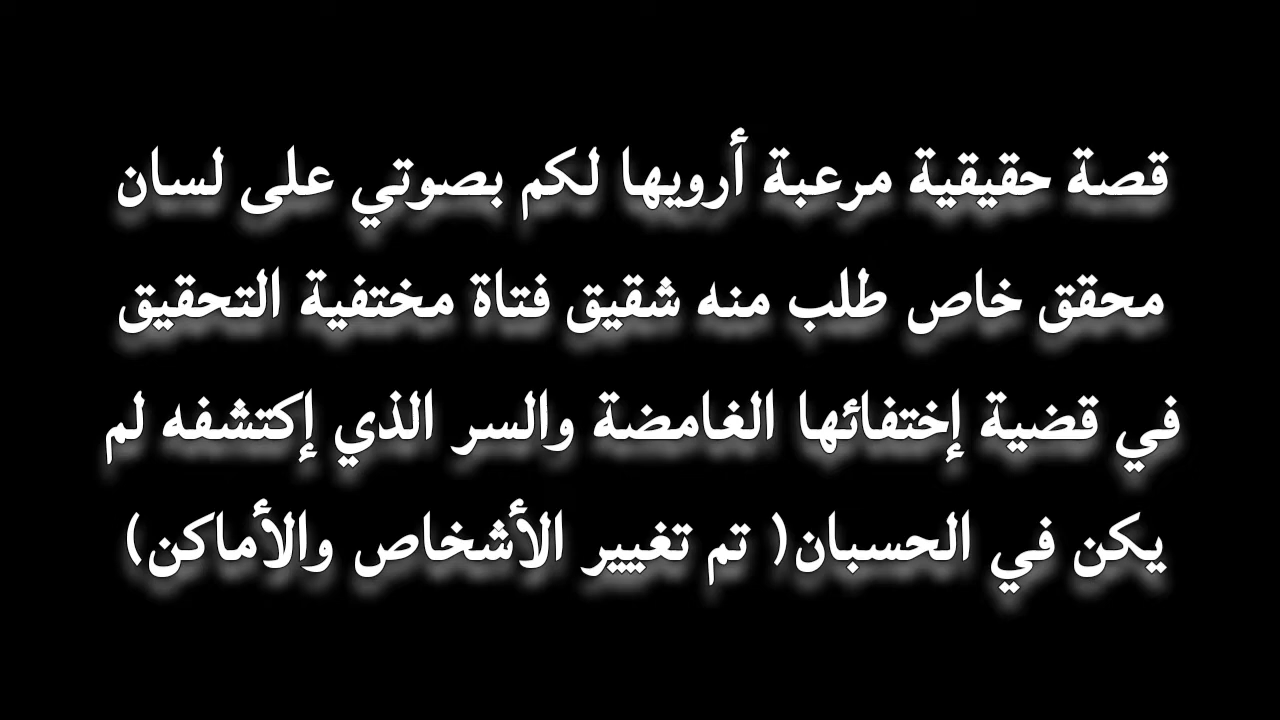 قصة حقيقية مرعبة أرويها لكم بصوتي على لسان
محقق خاص طلب منه شقيق فتاة مختفية التحقيق
في قضية إختفائها الغامضة والسر الذي إكتشفه لم
يكن في الحسبان( تم تغيير الأشخاص والأماكن)